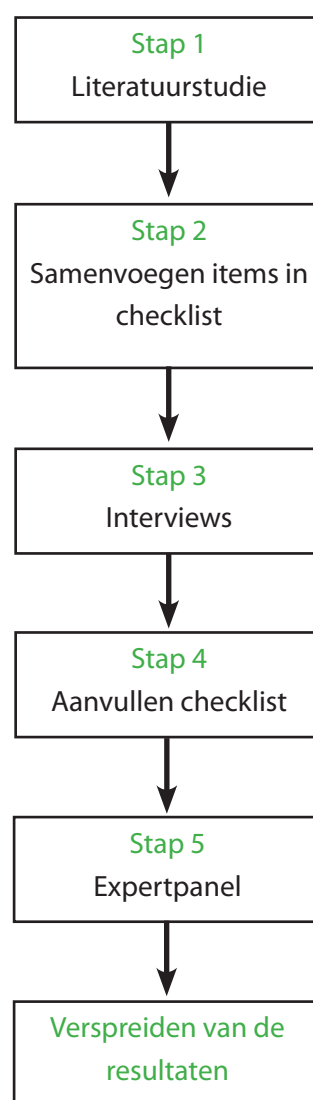 Stap 1
Literatuurstudie
Stap 2
Samenvoegen items in
checklist
Stap 3
Interviews
Stap 4
Aanvullen checklist
Stap 5
Expertpanel
Verspreiden van de
resultaten